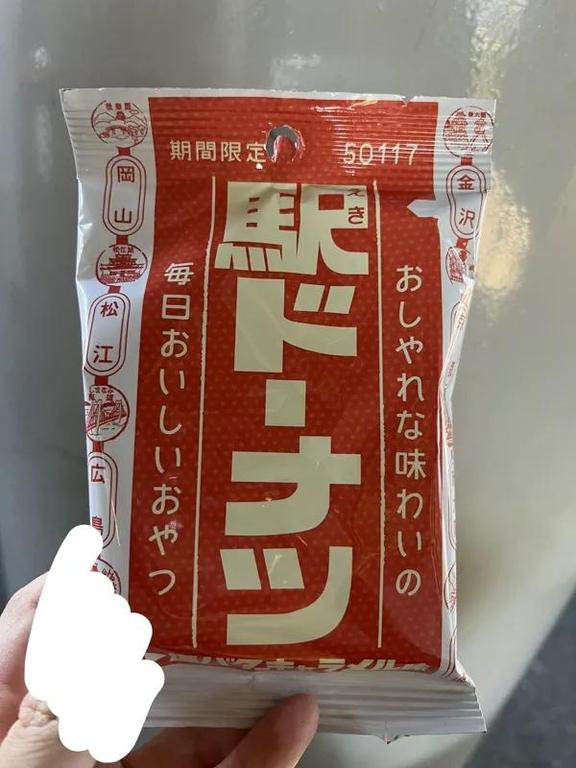 期間限定
50117
駅ドーナツ
えき
おしゃれな味わいの
毎日おいしいおやつ
岡山
松江
広島
金沢